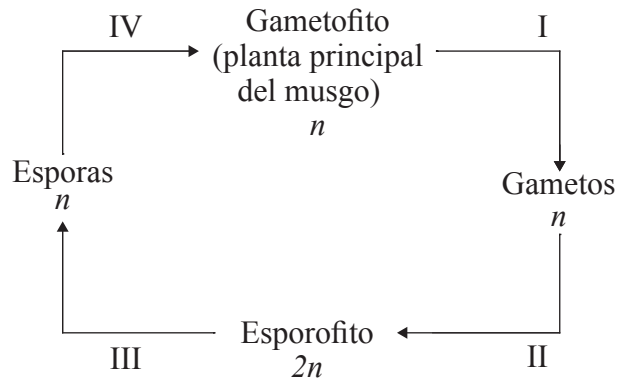 IV
Gametofito
(planta principal
del musgo)
n
I
Esporas
n
Gametos
n
Esporofito
2n
III
II